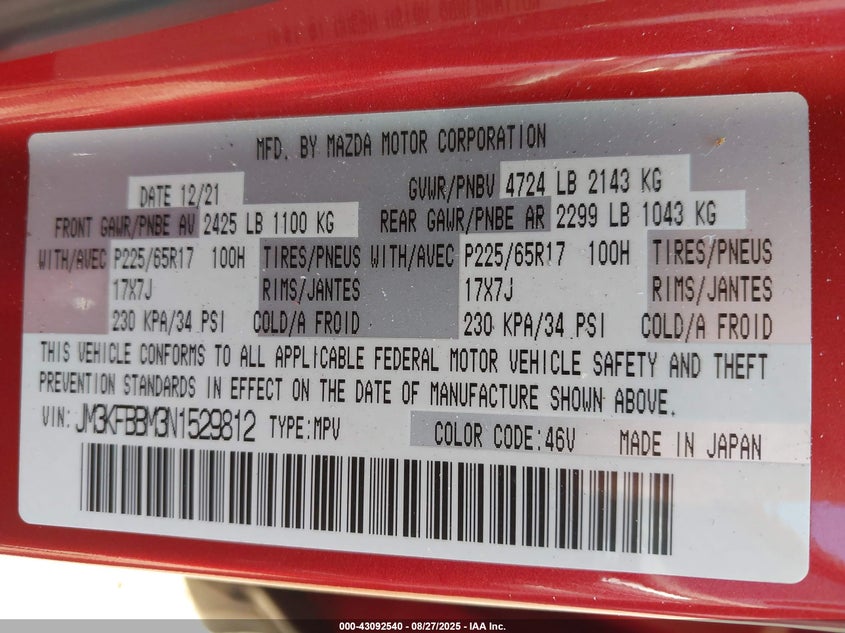 MFD. BY MAZDA MOTOR CORPORATION
DATE 12/21 GVWR/PNBV 4724 LB 2143 KG
FRONT GAWR/PNBE AV 2425 LB 1100 KG REAR GAWR/PNBE AR 2299 LB 1043 KG
WITH/AVEC P225/65R17 100H TIRES/PNEUS WITH/AVEC P225/65R17 100H TIRES/PNEUS
17X7J RIMS/JANTES 17X7J RIMS/JANTES
230 KPA/34 PSI COLD/A FROID 230 KPA/34 PSI COLD/A FROID
THIS VEHICLE CONFORMS TO ALL APPLICABLE FEDERAL MOTOR VEHICLE SAFETY AND THEFT
PREVENTION STANDARDS IN EFFECT ON THE DATE OF MANUFACTURE SHOWN ABOVE.
VIN: JM3KFBBM3N1529812 TYPE:MPV COLOR CODE:46V MADE IN JAPAN
000-43092540 - 08/27/2025 - IAA Inc.